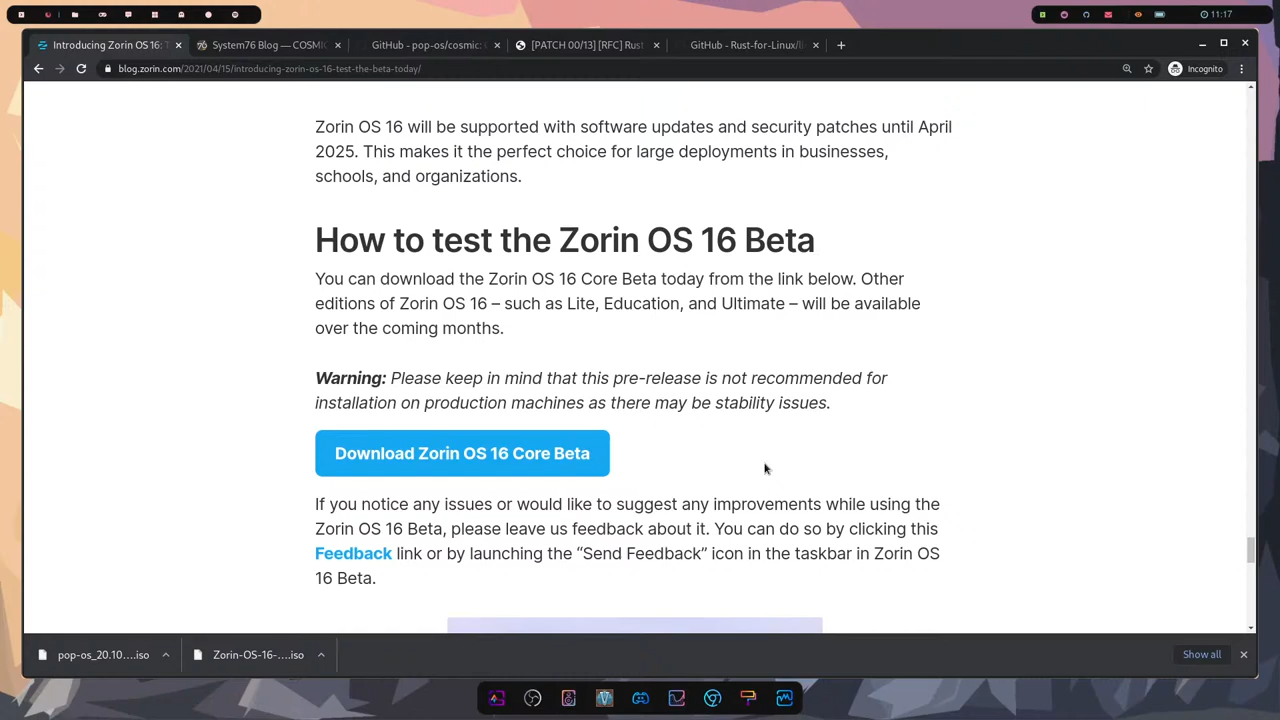 11:17
Introducing Zorin OS 16: T
System76 Blog — COSMIC
GitHub - pop-os/cosmic: C
[PATCH 00/13] [RFC] Rust
GitHub - Rust-for-Linux/li
blog.zorin.com/2021/04/15/introducing-zorin-os-16-test-the-beta-today/
Incognito
Zorin OS 16 will be supported with software updates and security patches until April
2025. This makes it the perfect choice for large deployments in businesses,
schools, and organizations.
How to test the Zorin OS 16 Beta
You can download the Zorin OS 16 Core Beta today from the link below. Other
editions of Zorin OS 16 – such as Lite, Education, and Ultimate – will be available
over the coming months.
Warning: Please keep in mind that this pre-release is not recommended for
installation on production machines as there may be stability issues.
Download Zorin OS 16 Core Beta
If you notice any issues or would like to suggest any improvements while using the
Zorin OS 16 Beta, please leave us feedback about it. You can do so by clicking this
Feedback link or by launching the “Send Feedback” icon in the taskbar in Zorin OS
16 Beta.
pop-os_20.10....iso
Zorin-OS-16-....iso
Show all